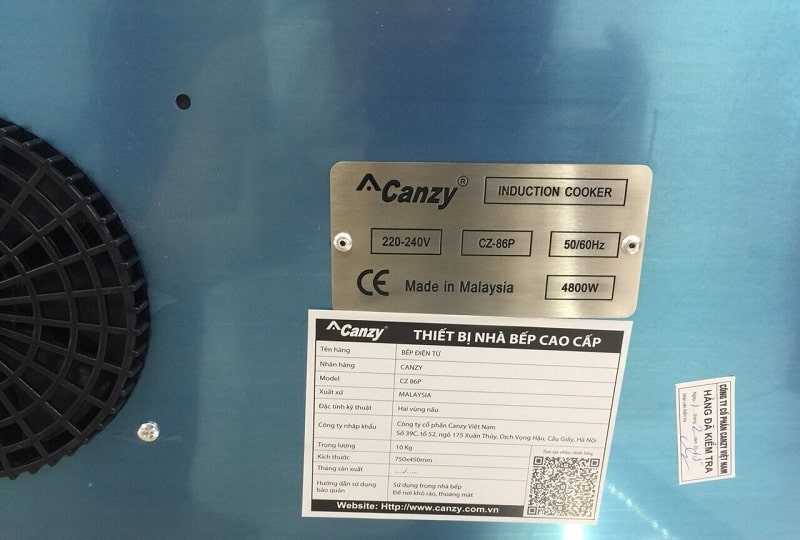 Canzy® INDUCTION COOKER
220-240V CZ-86P 50/60Hz
CE Made in Malaysia 4800W
Canzy® THIẾT BỊ NHÀ BẾP CAO CẤP
Tên hàng BẾP ĐIỆN TỪ
Nhãn hàng CANZY
Model CZ 86P
Xuất xứ MALAYSIA
Đặc tính kỹ thuật Hai vùng nấu
Công ty nhập khẩu Công ty cổ phần Canzy Việt Nam
Số 39C, tổ 52, ngõ 175 Xuân Thủy, Dịch Vọng Hậu, Cầu Giấy, Hà Nội
Trọng lượng 10 Kg
Kích thước 750x450mm
Tháng sản xuất ...../.....
Hướng dẫn sử dụng Sử dụng trong nhà bếp
bảo quản Để nơi khô ráo, thoáng mát
Website: Http://www.canzy.com.vn
CÔNG TY CỔ PHẦN CANZY VIỆT NAM
HÀNG ĐÃ KIỂM TRA